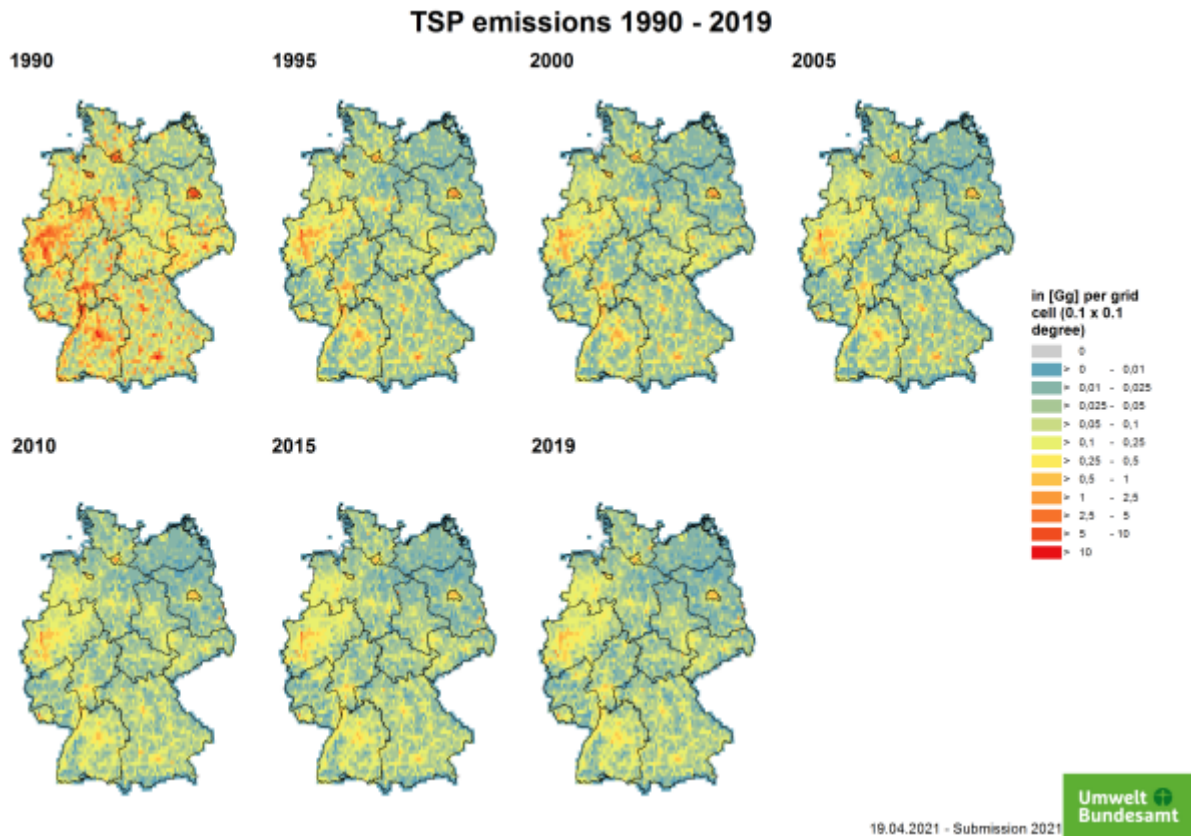 TSP emissions 1990 - 2019
1990
1995
2000
2005
in [Gg] per grid
cell (0.1 x 0.1
degree)
0
> 0 - 0,01
> 0,01 - 0,025
> 0,025 - 0,05
> 0,05 - 0,1
> 0,1 - 0,25
> 0,25 - 0,5
> 0,5 - 1
> 1 - 2,5
> 2,5 - 5
> 5 - 10
> 10
2010
2015
2019
Umwelt
Bundesamt
19.04.2021 - Submission 2021